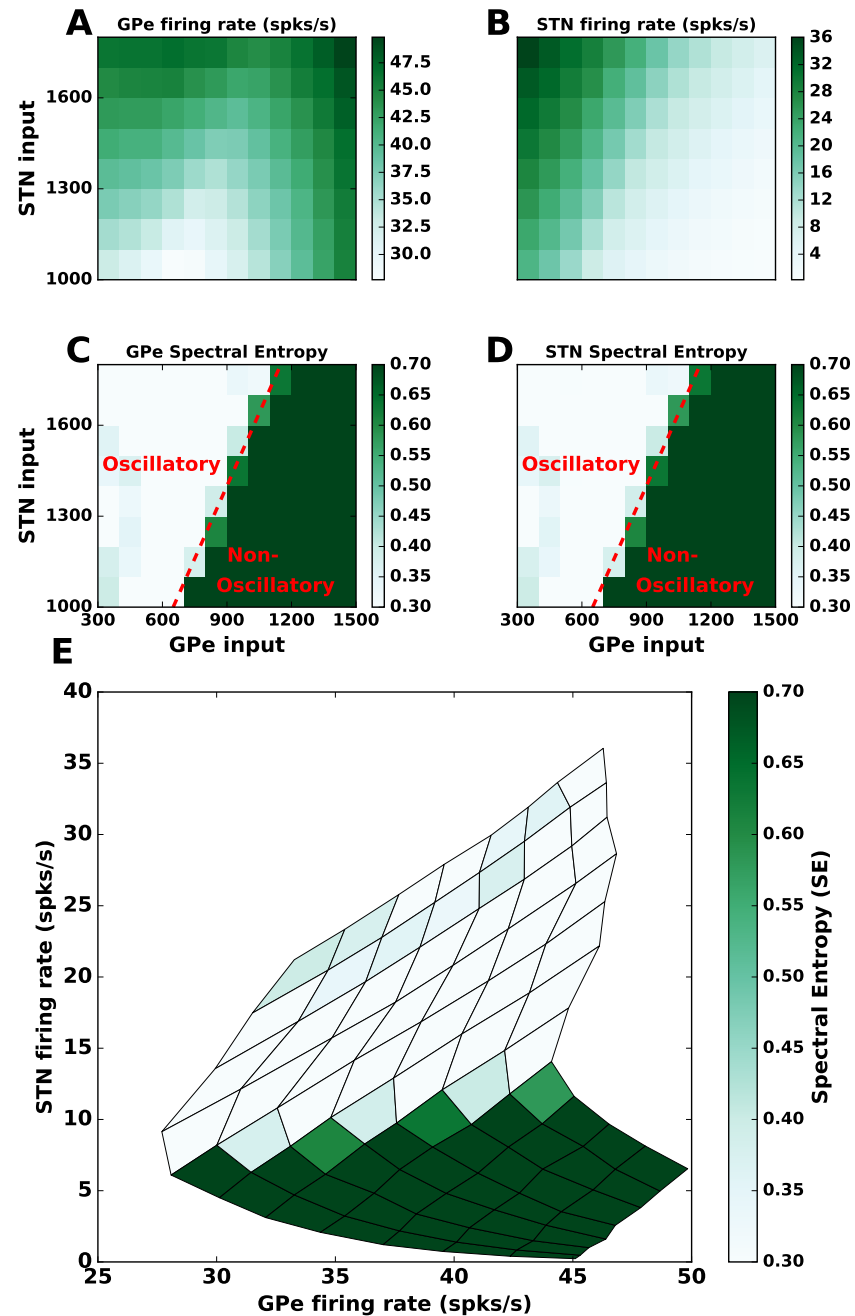 A
GPe firing rate (spks/s)
STN input
1600
1300
1000
47.5
45.0
42.5
40.0
37.5
35.0
32.5
30.0
B
STN firing rate (spks/s)
36
32
28
24
20
16
12
8
4
C
GPe Spectral Entropy
STN input
1600
1300
1000
Oscillatory
Non-
Oscillatory
300 600 900 1200 1500
GPe input
0.70
0.65
0.60
0.55
0.50
0.45
0.40
0.35
0.30
D
STN Spectral Entropy
Oscillatory
Non-
Oscillatory
300 600 900 1200 1500
GPe input
0.70
0.65
0.60
0.55
0.50
0.45
0.40
0.35
0.30
E
STN firing rate (spks/s)
40
35
30
25
20
15
10
5
0
25 30 35 40 45 50
GPe firing rate (spks/s)
0.70
0.65
0.60
0.55
0.50
0.45
0.40
0.35
0.30
Spectral Entropy (SE)